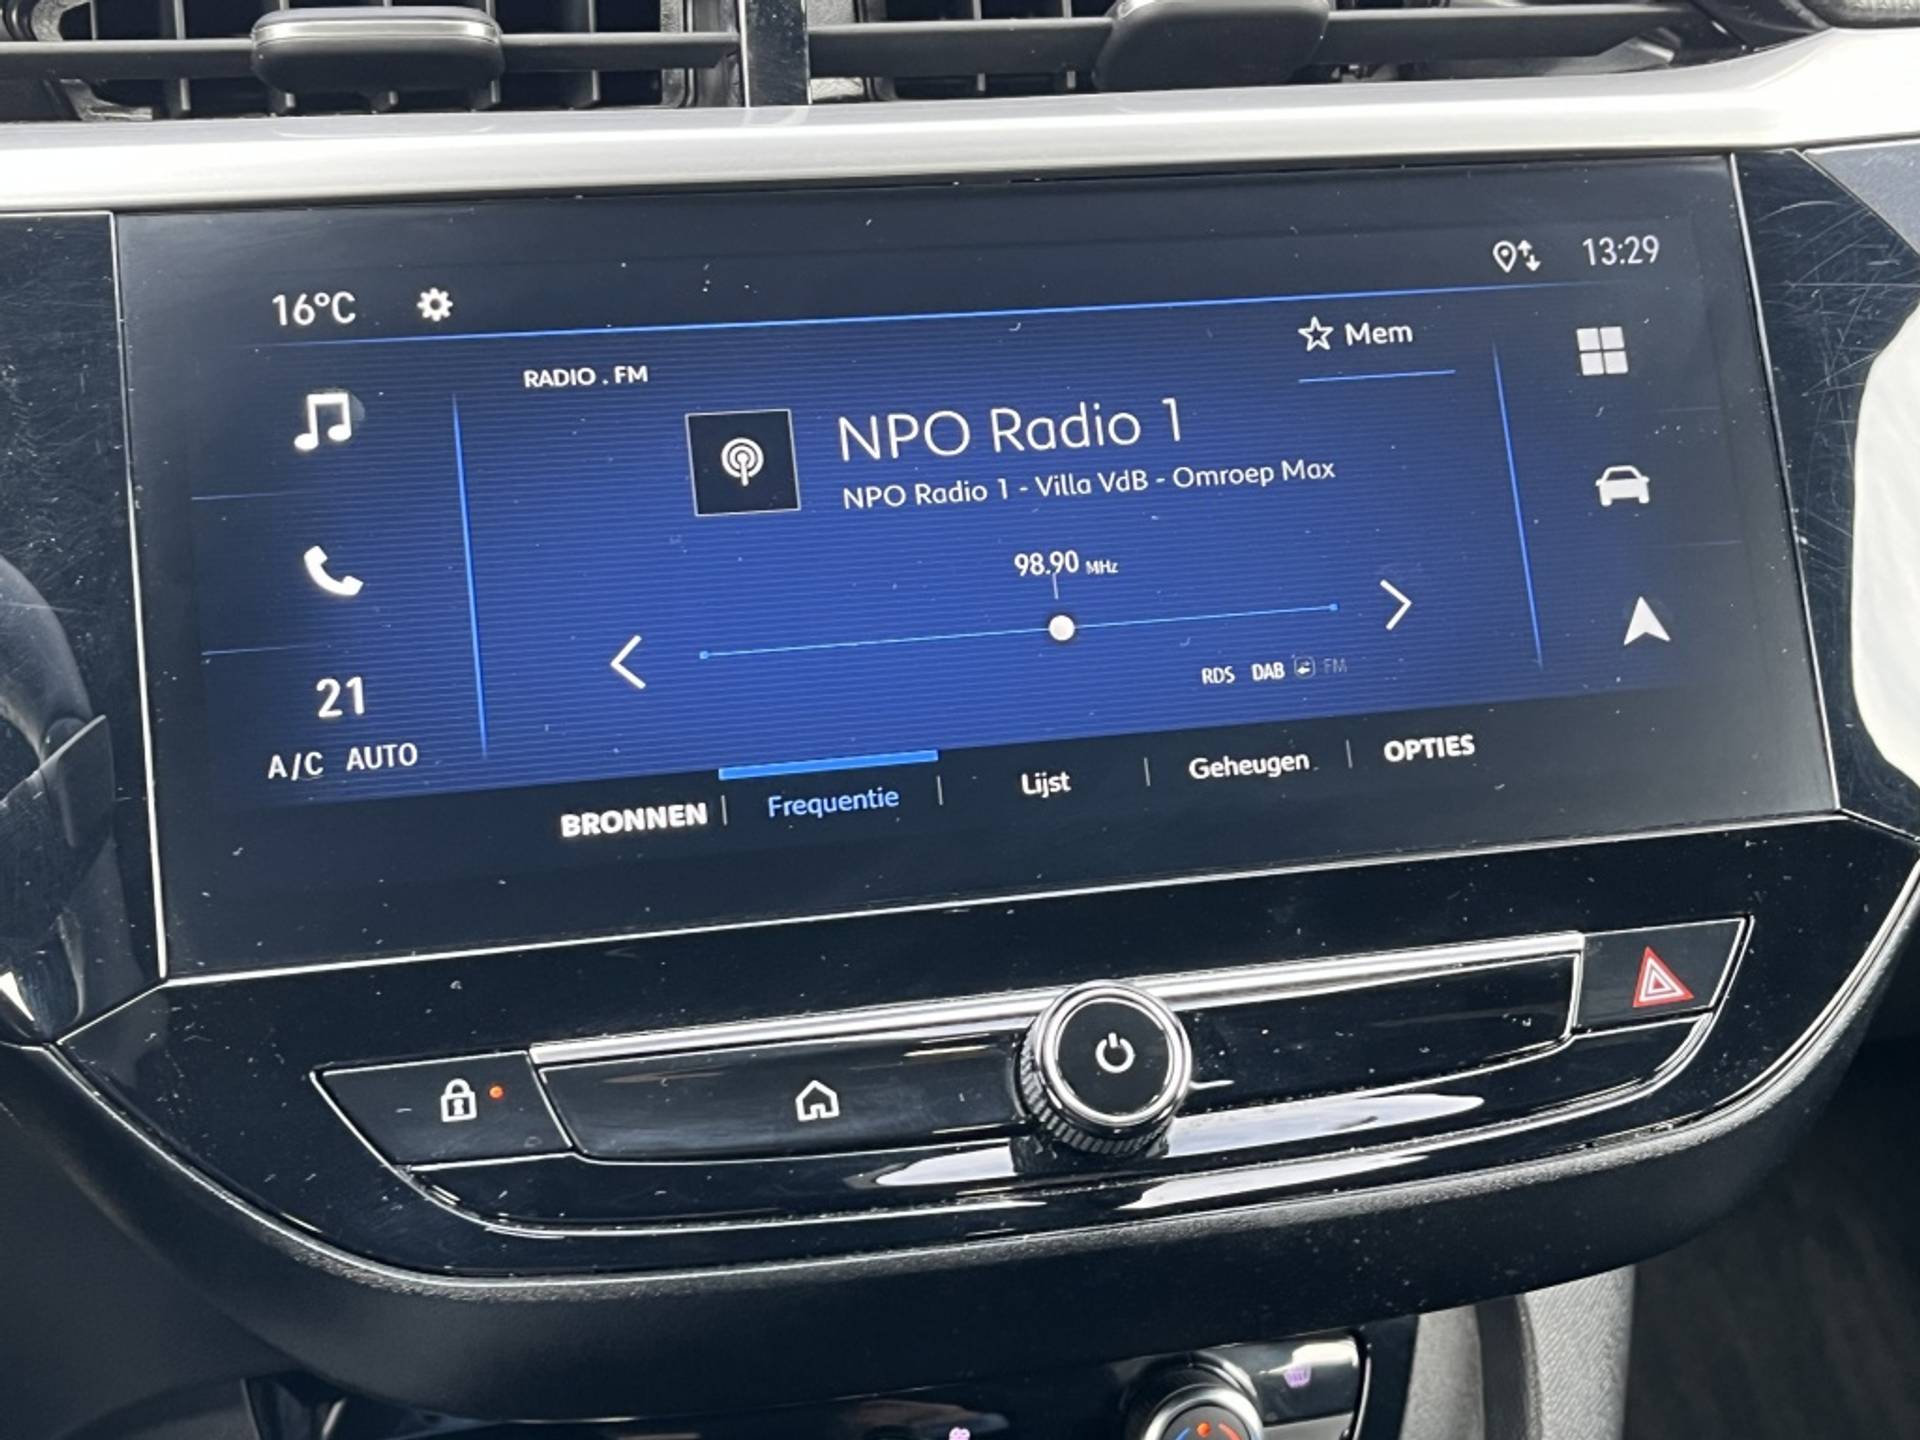 16°C
13:29
Mem
RADIO . FM
NPO Radio 1
NPO Radio 1 - Villa VdB - Omroep Max
98.90 MHz
RDS DAB FM
21
A/C AUTO
BRONNEN Frequentie Lijst Geheugen OPTIES